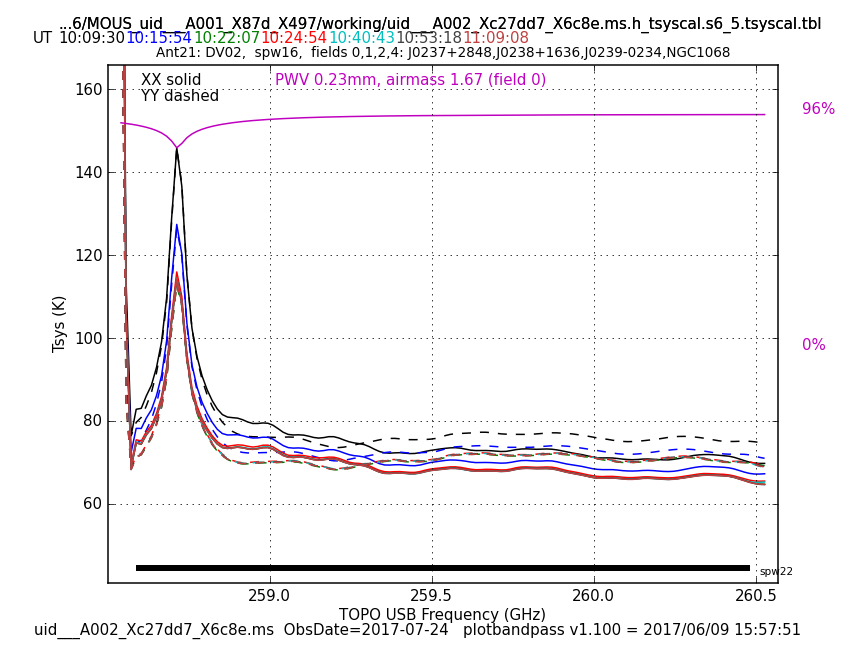 ...6/MOUS_uid___A001_X87d_X497/working/uid___A002_Xc27dd7_X6c8e.ms.h_tsyscal.s6_5.tsyscal.tbl
UT 10:09:30 10:15:54 10:22:07 10:24:54 10:40:43 10:53:18 11:09:08
Ant21: DV02, spw16, fields 0,1,2,4: J0237+2848,J0238+1636,J0239-0234,NGC1068
XX solid
YY dashed
PWV 0.23mm, airmass 1.67 (field 0)
160
140
120
100
80
60
Tsys (K)
96%
0%
spw22
259.0 259.5 260.0 260.5
TOPO USB Frequency (GHz)
uid___A002_Xc27dd7_X6c8e.ms ObsDate=2017-07-24 plotbandpass v1.100 = 2017/06/09 15:57:51